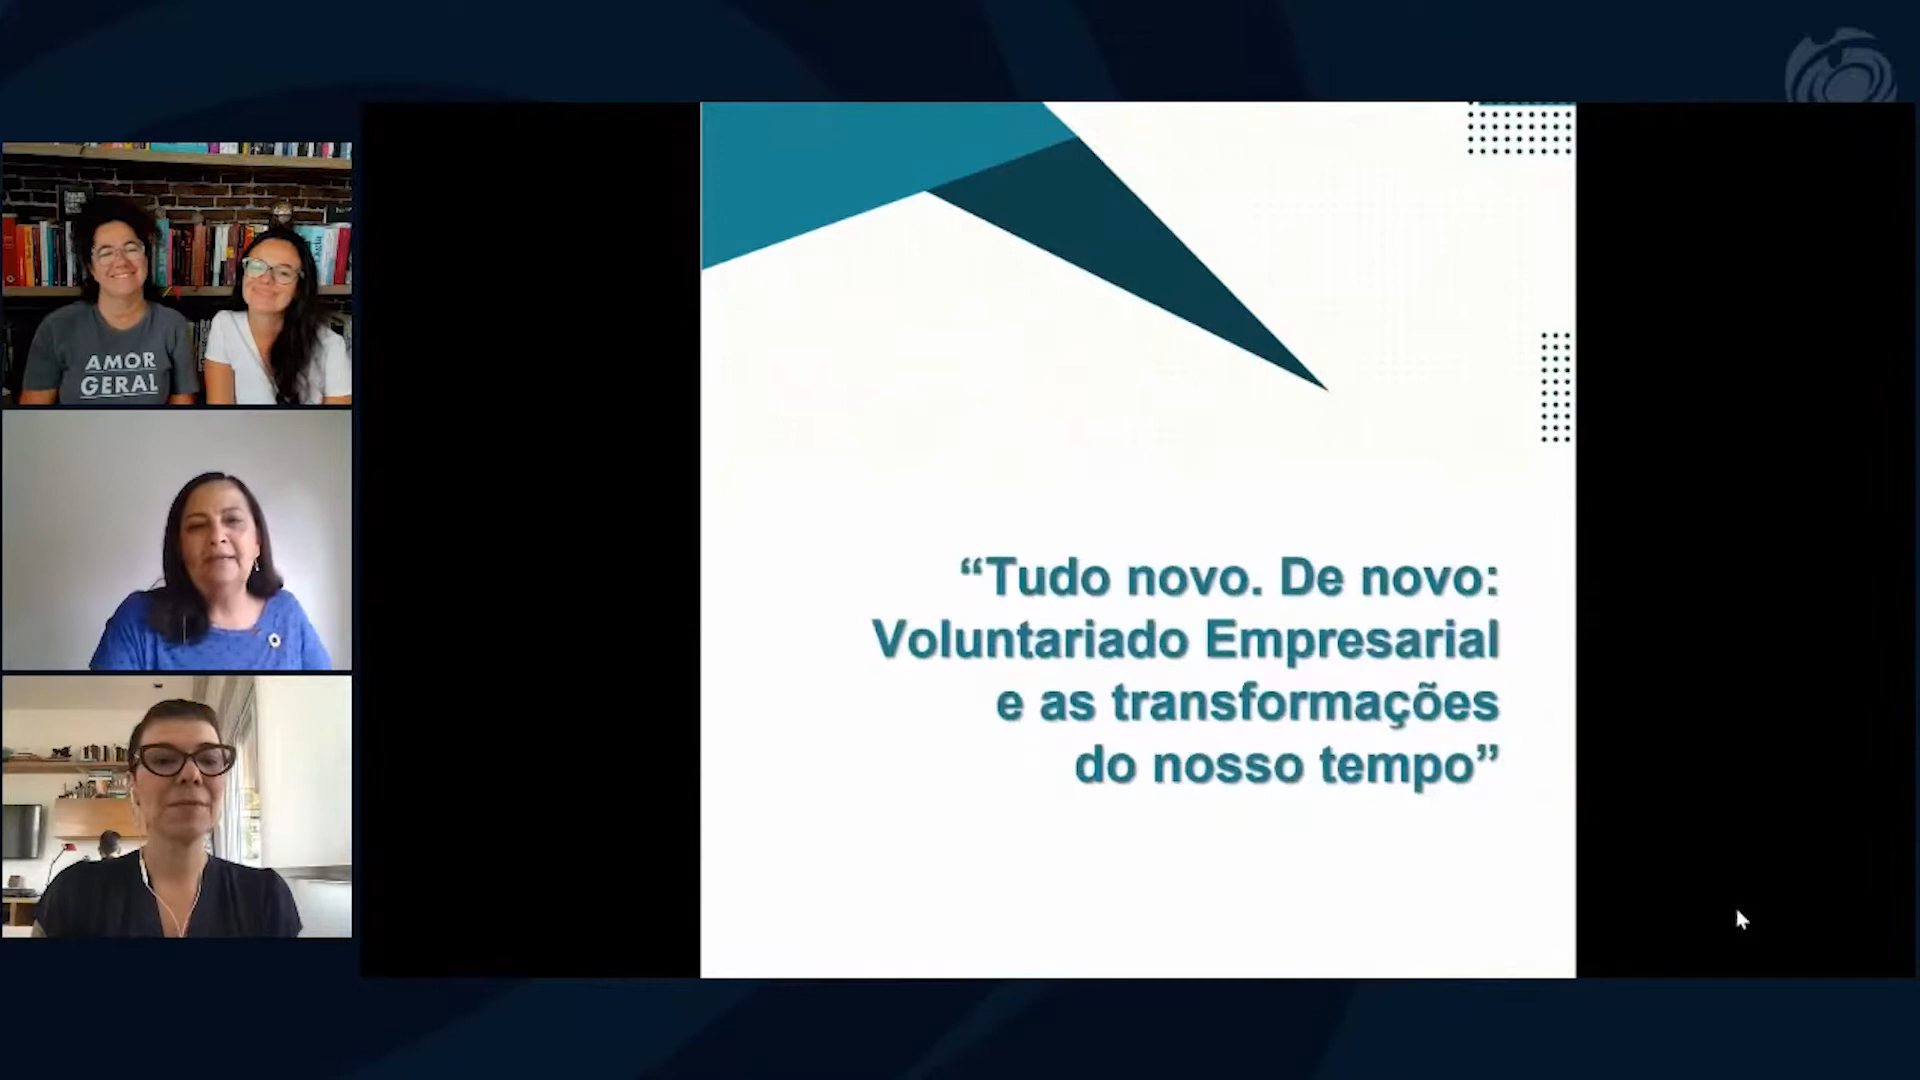 AMOR
GERAL
“Tudo novo. De novo:
Voluntariado Empresarial
e as transformações
do nosso tempo”